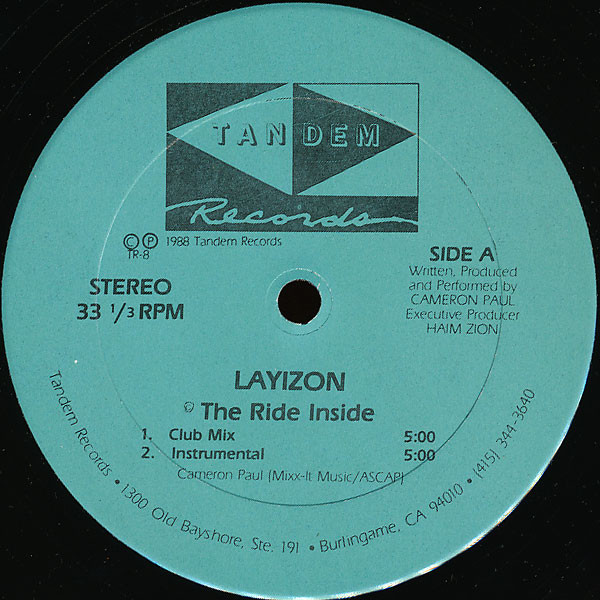 TANDEM
Records
© ℗ 1988 Tandem Records
TR-8
STEREO
33 1/3 RPM
SIDE A
Written, Produced
and Performed by
CAMERON PAUL
Executive Producer
HAIM ZION
LAYIZON
© The Ride Inside
1. Club Mix 5:00
2. Instrumental 5:00
Cameron Paul (Mixx-It Music/ASCAP)
Tandem Records • 1300 Old Bayshore, Ste. 191 • Burlingame, CA 94010 • (415) 344-3640